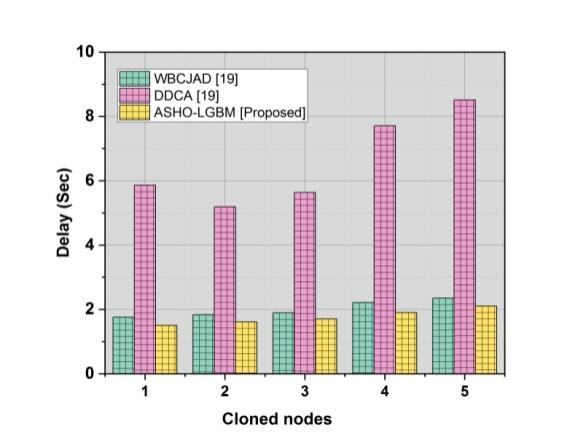 10
8
6
4
2
0
Delay (Sec)
WBCJAD [19]
DDCA [19]
ASHO-LGBM [Proposed]
1 2 3 4 5
Cloned nodes